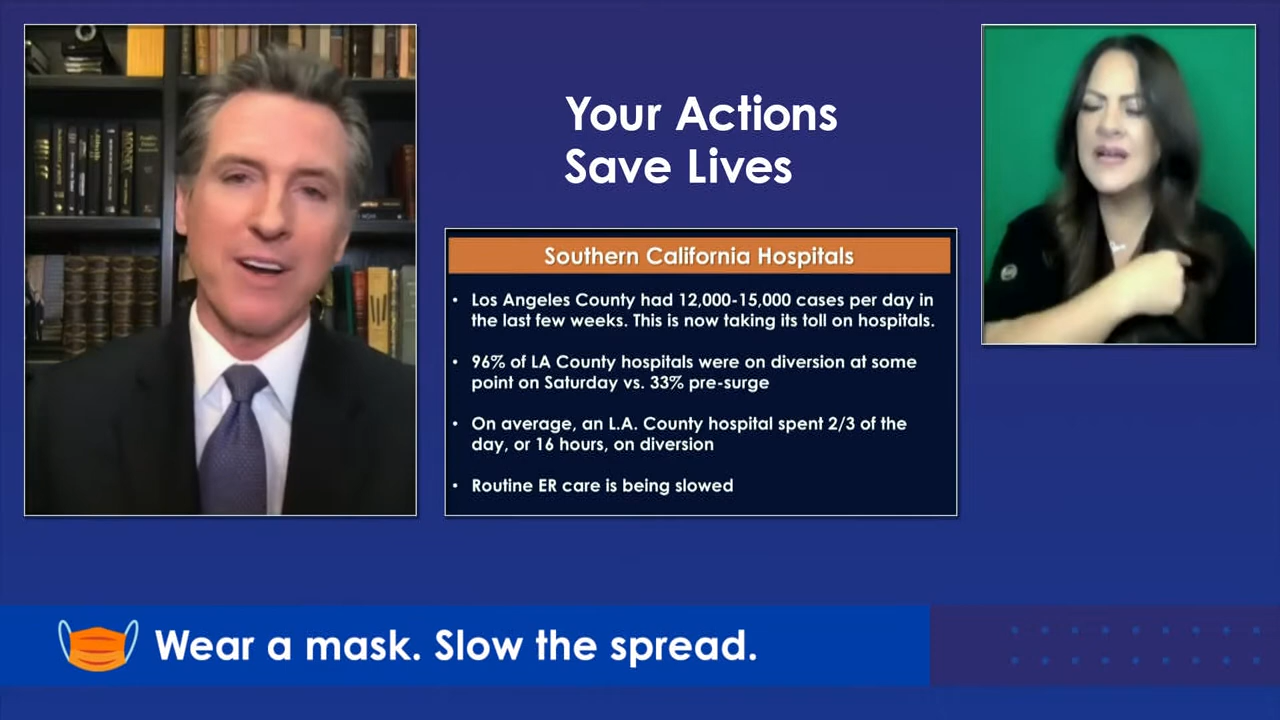 Your Actions
Save Lives
Southern California Hospitals
• Los Angeles County had 12,000-15,000 cases per day in
the last few weeks. This is now taking its toll on hospitals.
• 96% of LA County hospitals were on diversion at some
point on Saturday vs. 33% pre-surge
• On average, an L.A. County hospital spent 2/3 of the
day, or 16 hours, on diversion
• Routine ER care is being slowed
Wear a mask. Slow the spread.